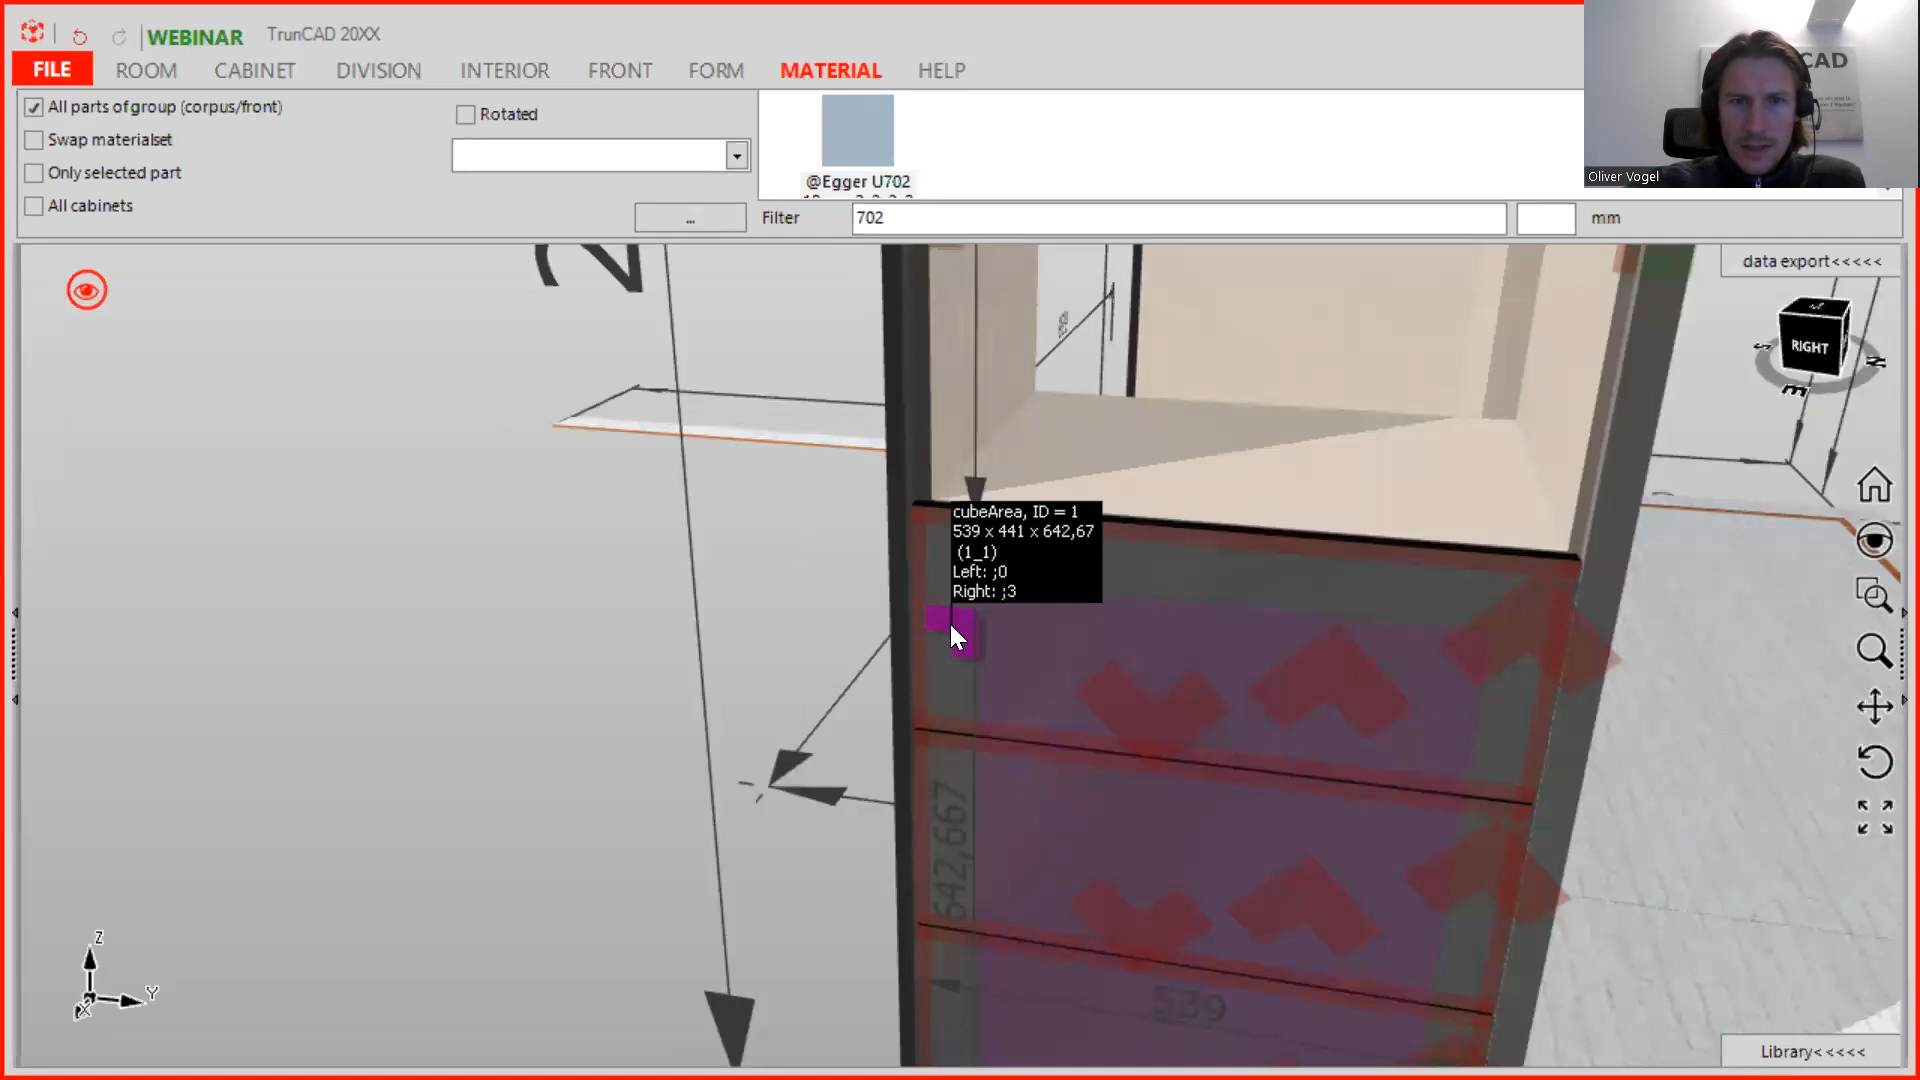 WEBINAR TrunCAD 20XX
FILE ROOM CABINET DIVISION INTERIOR FRONT FORM MATERIAL HELP
All parts of group (corpus/front)
Rotated
Swap materialset
Only selected part
All cabinets
@Egger U702
...
Filter 702 mm
CAD
Oliver Vogel
data export<<<<<
RIGHT
2
cubeArea, ID = 1
539 x 441 x 642,67
(1_1)
Left: ;0
Right: ;3
642,667
539
Z
Y
X
Library<<<<<